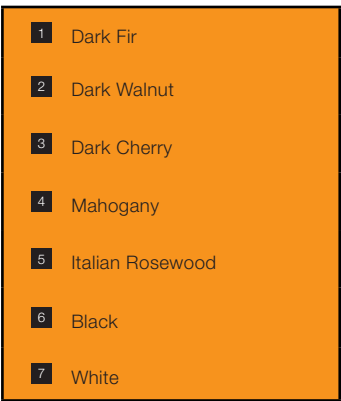 1 Dark Fir
2 Dark Walnut
3 Dark Cherry
4 Mahogany
5 Italian Rosewood
6 Black
7 White